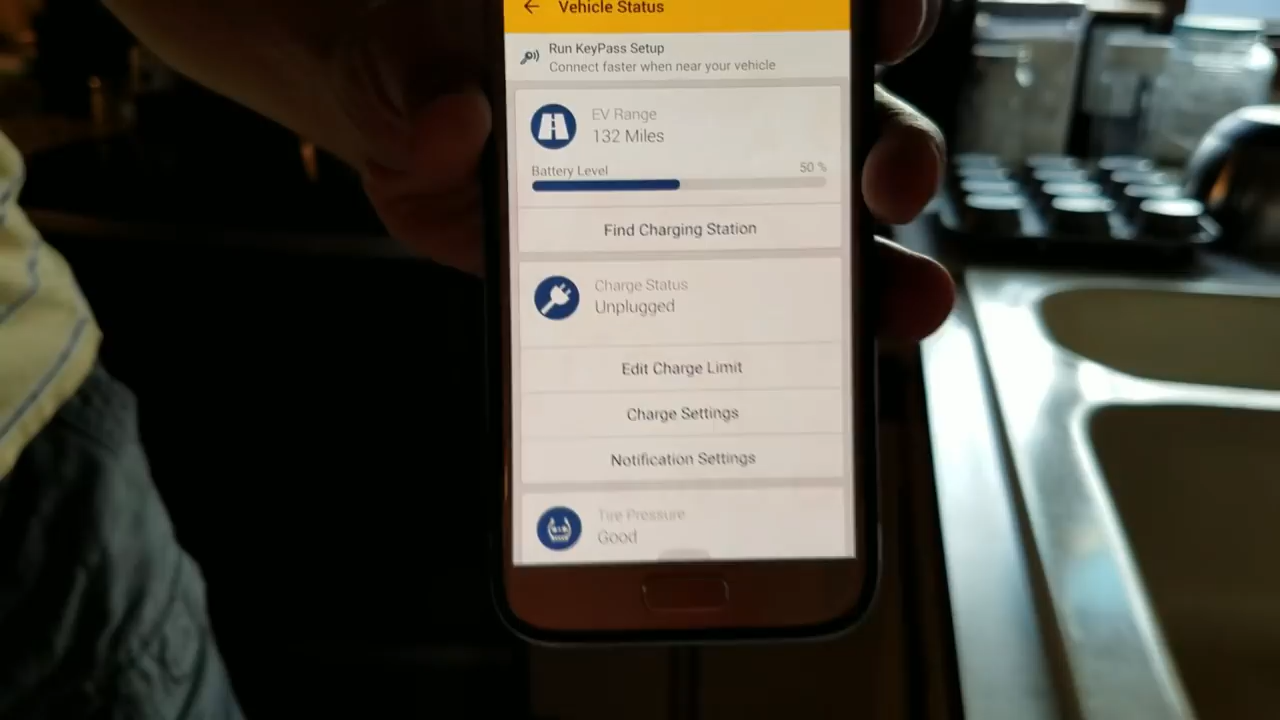 Vehicle Status
Run KeyPass Setup
Connect faster when near your vehicle
EV Range
132 Miles
Battery Level
50 %
Find Charging Station
Charge Status
Unplugged
Edit Charge Limit
Charge Settings
Notification Settings
Tire Pressure
Good